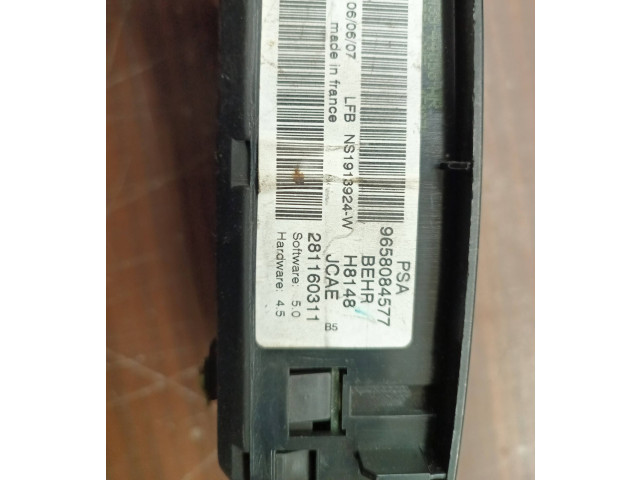 PSA
9658084577
BEHR
H8148
JCAE
B5
281160311
Software: 5.0
Hardware: 4.5
06/06/07 LFB NS1913924-W
made in france